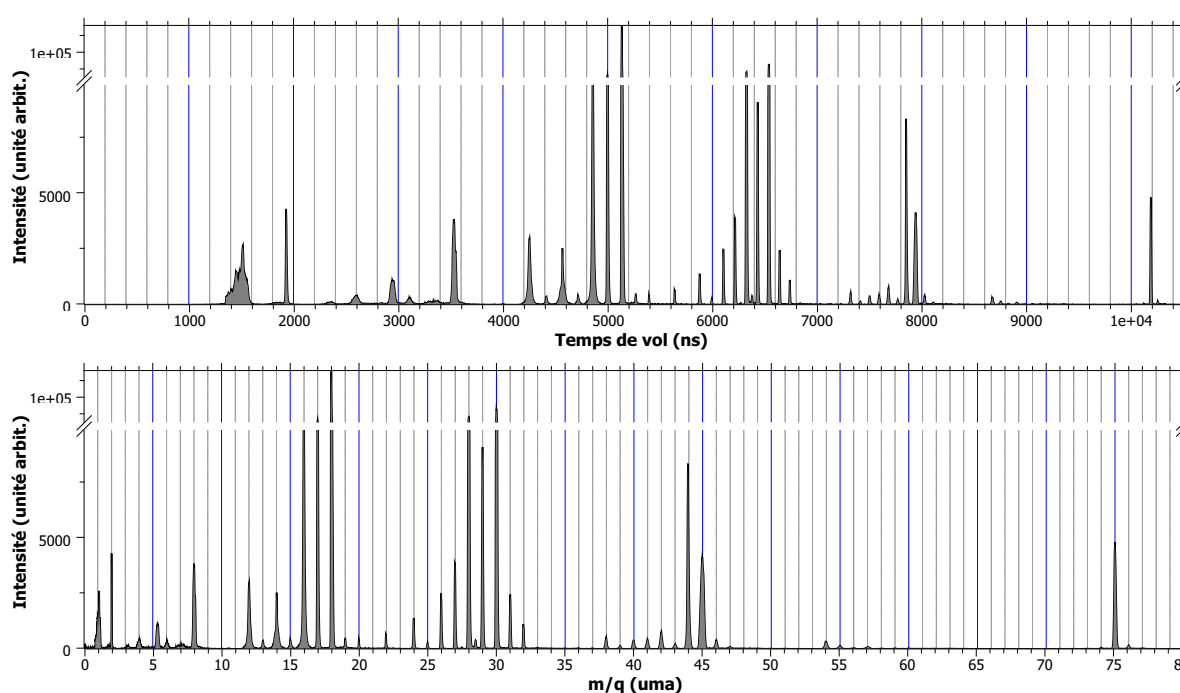 Intensité (unité arbit.)
1e+05
5000
0
0 1000 2000 3000 4000 5000 6000 7000 8000 9000 1e+04
Temps de vol (ns)
Intensité (unité arbit.)
1e+05
5000
0
0 5 10 15 20 25 30 35 40 45 50 55 60 65 70 75 80
m/q (uma)